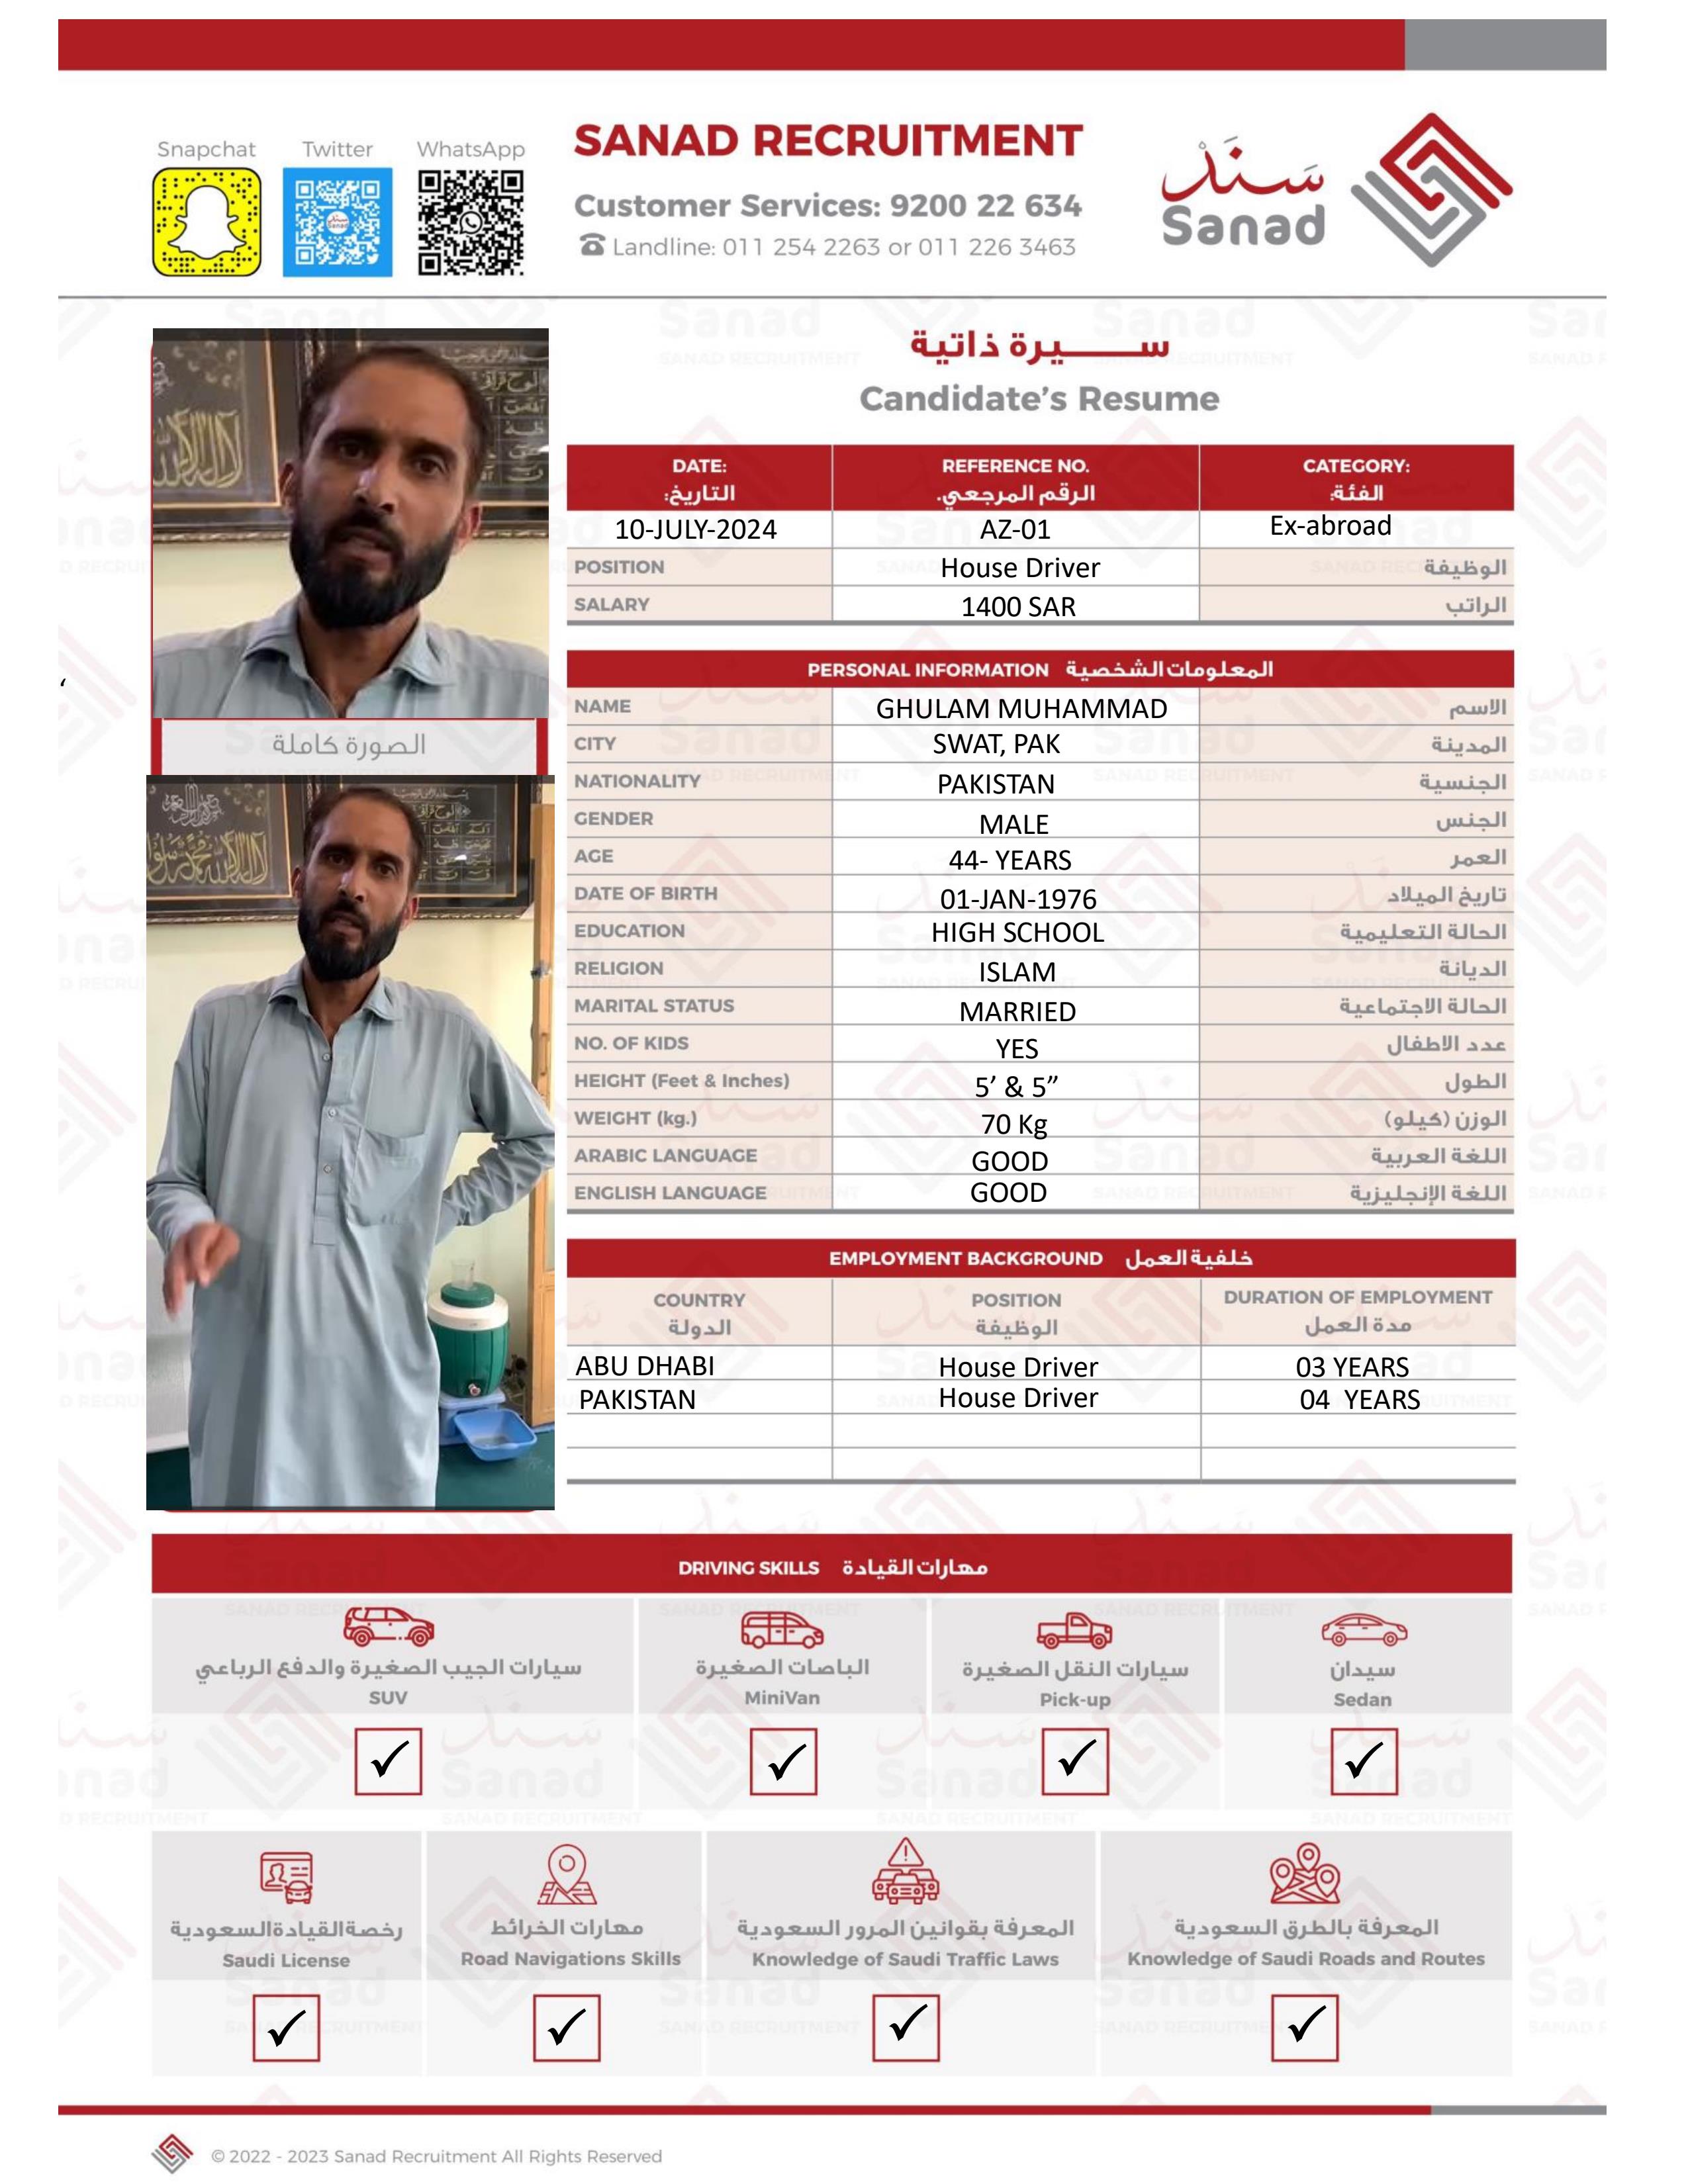 Snapchat
Twitter
WhatsApp
SANAD RECRUITMENT
Customer Services: 9200 22 634
Landline: 011 254 2263 or 011 226 3463
سَنَدْ
Sanad
ســـيرة ذاتية
Candidate's Resume
DATE: REFERENCE NO. CATEGORY:
التاريخ: الرقم المرجعي. الفئة:
10-JULY-2024 AZ-01 Ex-abroad
POSITION House Driver الوظيفة
SALARY 1400 SAR الراتب
الصورة كاملة
PERSONAL INFORMATION المعلومات الشخصية
NAME GHULAM MUHAMMAD الاسم
CITY SWAT, PAK المدينة
NATIONALITY PAKISTAN الجنسية
GENDER MALE الجنس
AGE 44- YEARS العمر
DATE OF BIRTH 01-JAN-1976 تاريخ الميلاد
EDUCATION HIGH SCHOOL الحالة التعليمية
RELIGION ISLAM الديانة
MARITAL STATUS MARRIED الحالة الاجتماعية
NO. OF KIDS YES عدد الاطفال
HEIGHT (Feet & Inches) 5’ & 5” الطول
WEIGHT (kg.) 70 Kg الوزن (كيلو)
ARABIC LANGUAGE GOOD اللغة العربية
ENGLISH LANGUAGE GOOD اللغة الإنجليزية
EMPLOYMENT BACKGROUND خلفية العمل
COUNTRY POSITION DURATION OF EMPLOYMENT
الدولة الوظيفة مدة العمل
ABU DHABI House Driver 03 YEARS
PAKISTAN House Driver 04 YEARS
DRIVING SKILLS مهارات القيادة
سيارات الجيب الصغيرة والدفع الرباعي الباصات الصغيرة سيارات النقل الصغيرة سيدان
SUV MiniVan Pick-up Sedan
رخصة القيادة السعودية مهارات الخرائط المعرفة بقوانين المرور السعودية المعرفة بالطرق السعودية
Saudi License Road Navigations Skills Knowledge of Saudi Traffic Laws Knowledge of Saudi Roads and Routes
© 2022 - 2023 Sanad Recruitment All Rights Reserved